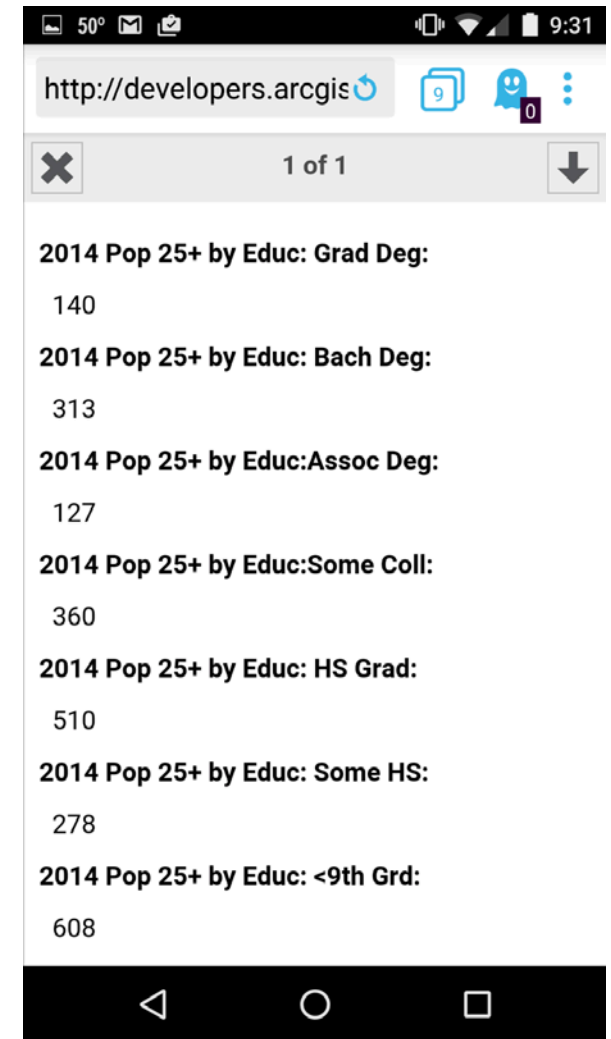 50º 9:31
http://developers.arcgis 9 0
1 of 1
2014 Pop 25+ by Educ: Grad Deg:
140
2014 Pop 25+ by Educ: Bach Deg:
313
2014 Pop 25+ by Educ:Assoc Deg:
127
2014 Pop 25+ by Educ:Some Coll:
360
2014 Pop 25+ by Educ: HS Grad:
510
2014 Pop 25+ by Educ: Some HS:
278
2014 Pop 25+ by Educ: <9th Grd:
608